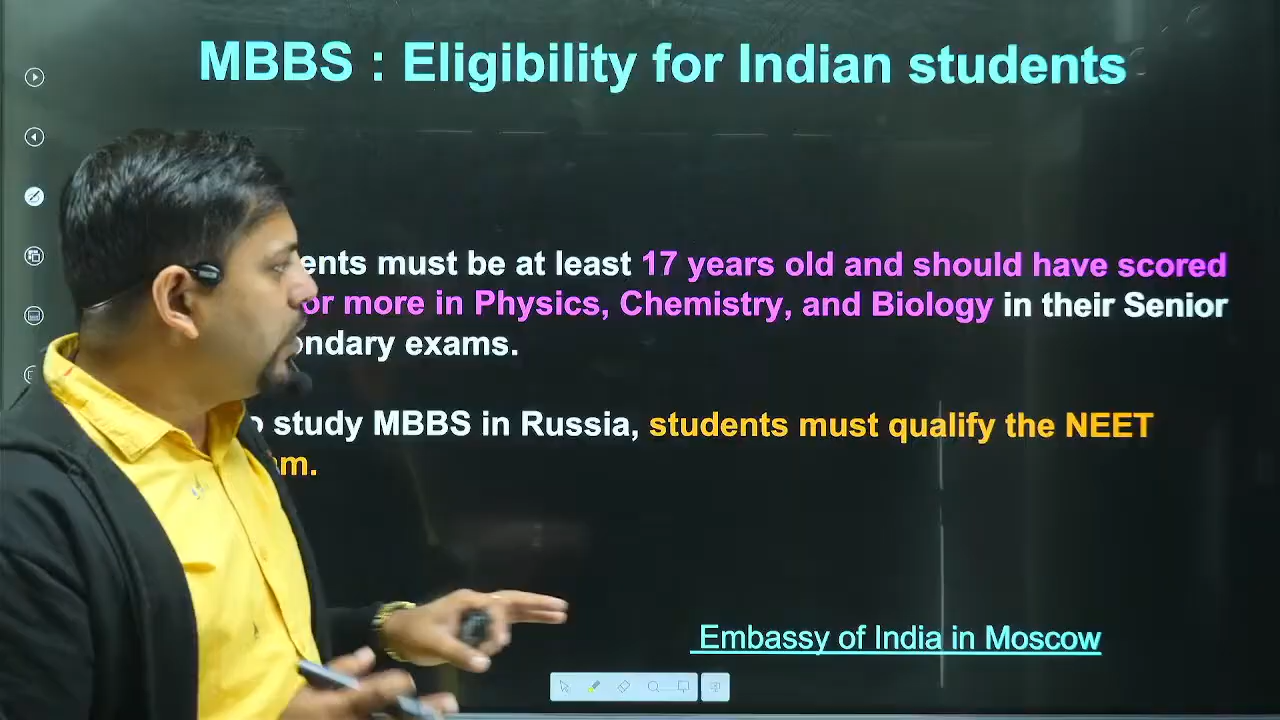 MBBS : Eligibility for Indian students
ents must be at least 17 years old and should have scored
or more in Physics, Chemistry, and Biology in their Senior
ondary exams.
o study MBBS in Russia, students must qualify the NEET
m.
Embassy of India in Moscow